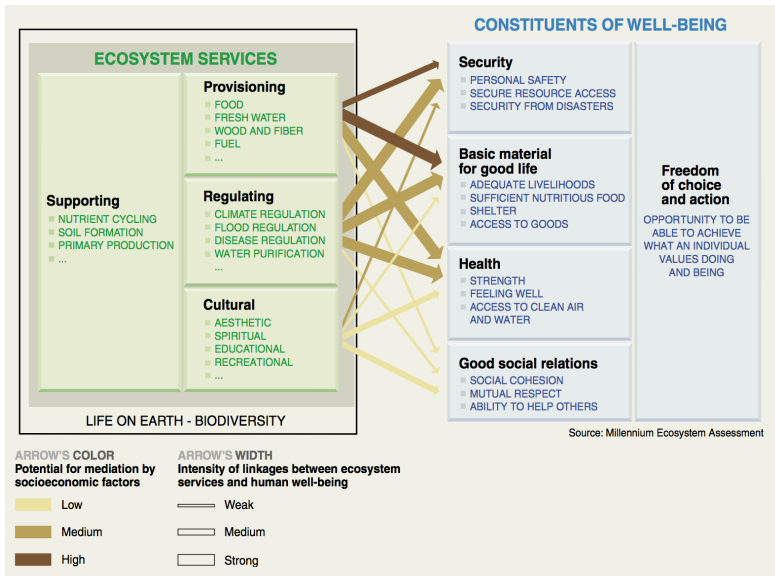 CONSTITUENTS OF WELL-BEING
ECOSYSTEM SERVICES
Supporting
NUTRIENT CYCLING
SOIL FORMATION
PRIMARY PRODUCTION
...
Provisioning
FOOD
FRESH WATER
WOOD AND FIBER
FUEL
...
Regulating
CLIMATE REGULATION
FLOOD REGULATION
DISEASE REGULATION
WATER PURIFICATION
...
Cultural
AESTHETIC
SPIRITUAL
EDUCATIONAL
RECREATIONAL
...
LIFE ON EARTH - BIODIVERSITY
Security
PERSONAL SAFETY
SECURE RESOURCE ACCESS
SECURITY FROM DISASTERS
Basic material
for good life
ADEQUATE LIVELIHOODS
SUFFICIENT NUTRITIOUS FOOD
SHELTER
ACCESS TO GOODS
Health
STRENGTH
FEELING WELL
ACCESS TO CLEAN AIR
AND WATER
Good social relations
SOCIAL COHESION
MUTUAL RESPECT
ABILITY TO HELP OTHERS
Freedom
of choice
and action
OPPORTUNITY TO BE
ABLE TO ACHIEVE
WHAT AN INDIVIDUAL
VALUES DOING
AND BEING
Source: Millennium Ecosystem Assessment
ARROW'S COLOR
Potential for mediation by
socioeconomic factors
Low
Medium
High
ARROW'S WIDTH
Intensity of linkages between ecosystem
services and human well-being
Weak
Medium
Strong